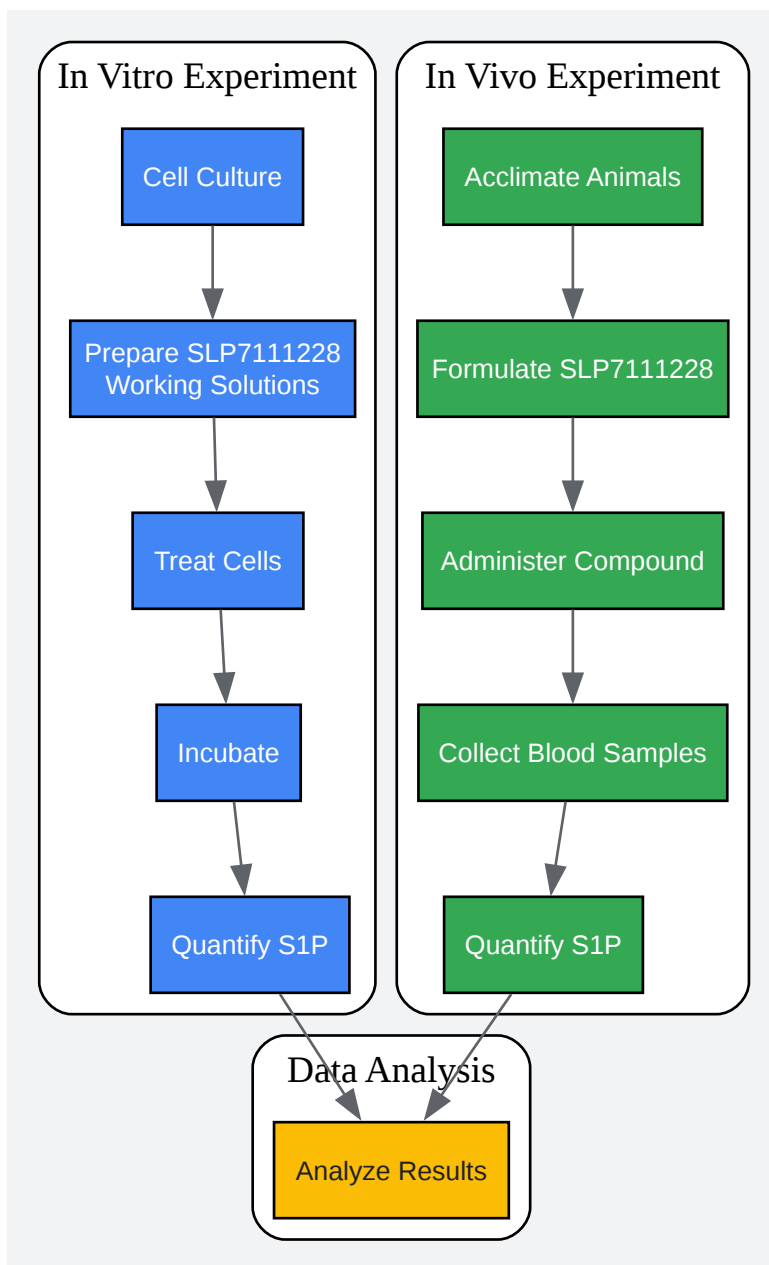 In Vitro Experiment
Cell Culture
Prepare SLP7111228
Working Solutions
Treat Cells
Incubate
Quantify S1P
In Vivo Experiment
Acclimate Animals
Formulate SLP7111228
Administer Compound
Collect Blood Samples
Quantify S1P
Data Analysis
Analyze Results